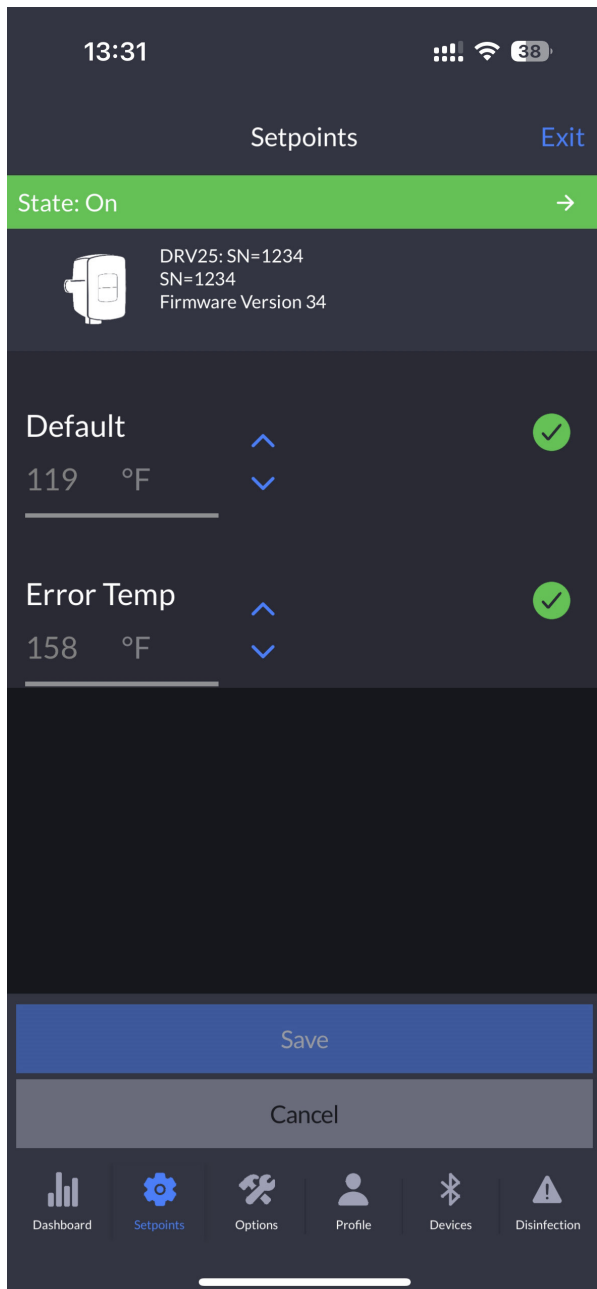 13:31
38
Setpoints
Exit
State: On
DRV25: SN=1234
SN=1234
Firmware Version 34
Default
119 °F
Error Temp
158 °F
Save
Cancel
Dashboard
Setpoints
Options
Profile
Devices
Disinfection